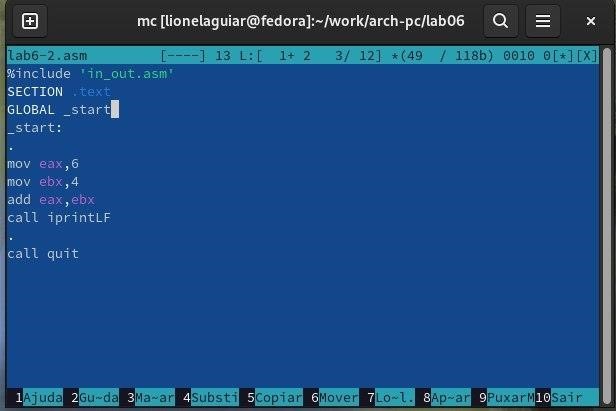 mc [lionelaguiar@fedora]:~/work/arch-pc/lab06
lab6-2.asm [----] 13 L:[ 1+ 2 3/ 12] *(49 / 118b) 0010 0[*][X]
%include 'in_out.asm'
SECTION .text
GLOBAL _start
_start:
.
mov eax,6
mov ebx,4
add eax,ebx
call iprintLF
.
call quit
1Ajuda 2Gu~da 3Ma~ar 4Substi 5Copiar 6Mover 7Lo~l. 8Ap~ar 9PuxarM10Sair